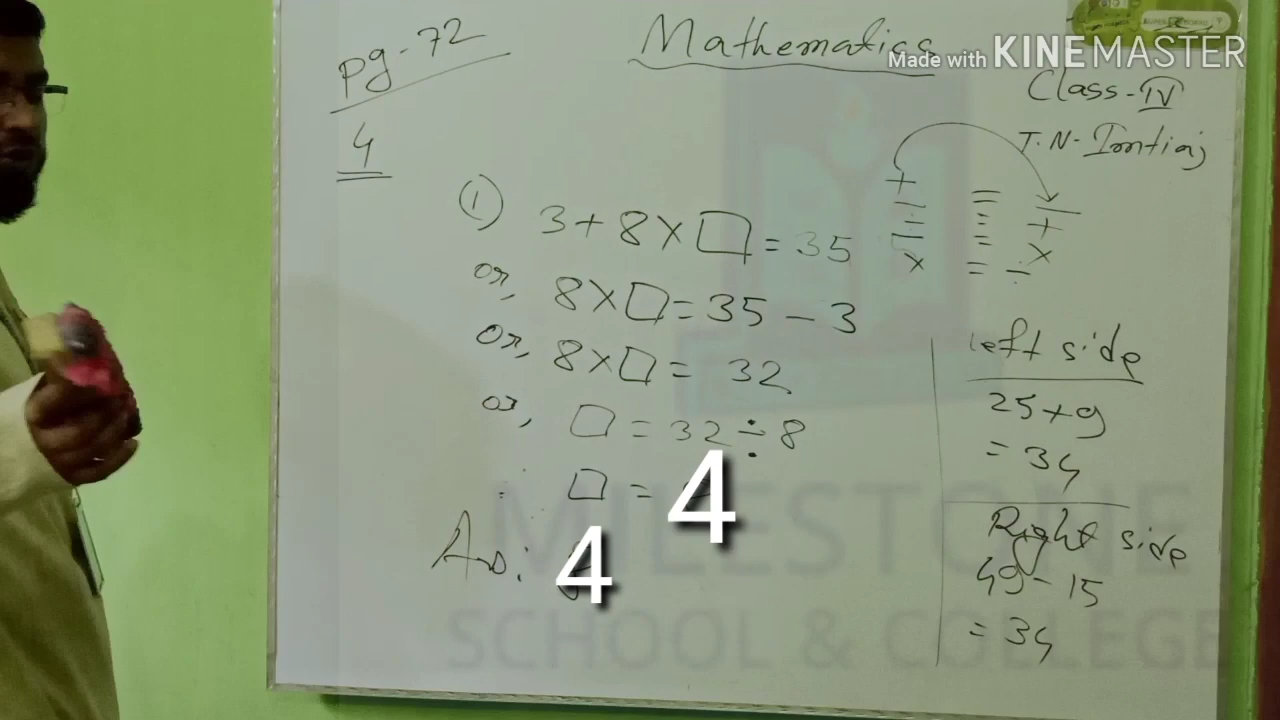 pg-72
Mathematics
Made with KINEMASTER
Class-IV
4
① 3+8×□=35
or, 8×□=35-3
or, 8×□= 32
or, □=32÷8
∴ □ = 4
Ans: 4
+ = -
- = +
÷ = ×
× = ÷
left side
25+9
=34
Right side
49-15
=34
MILESTONE
SCHOOL & COLLEGE